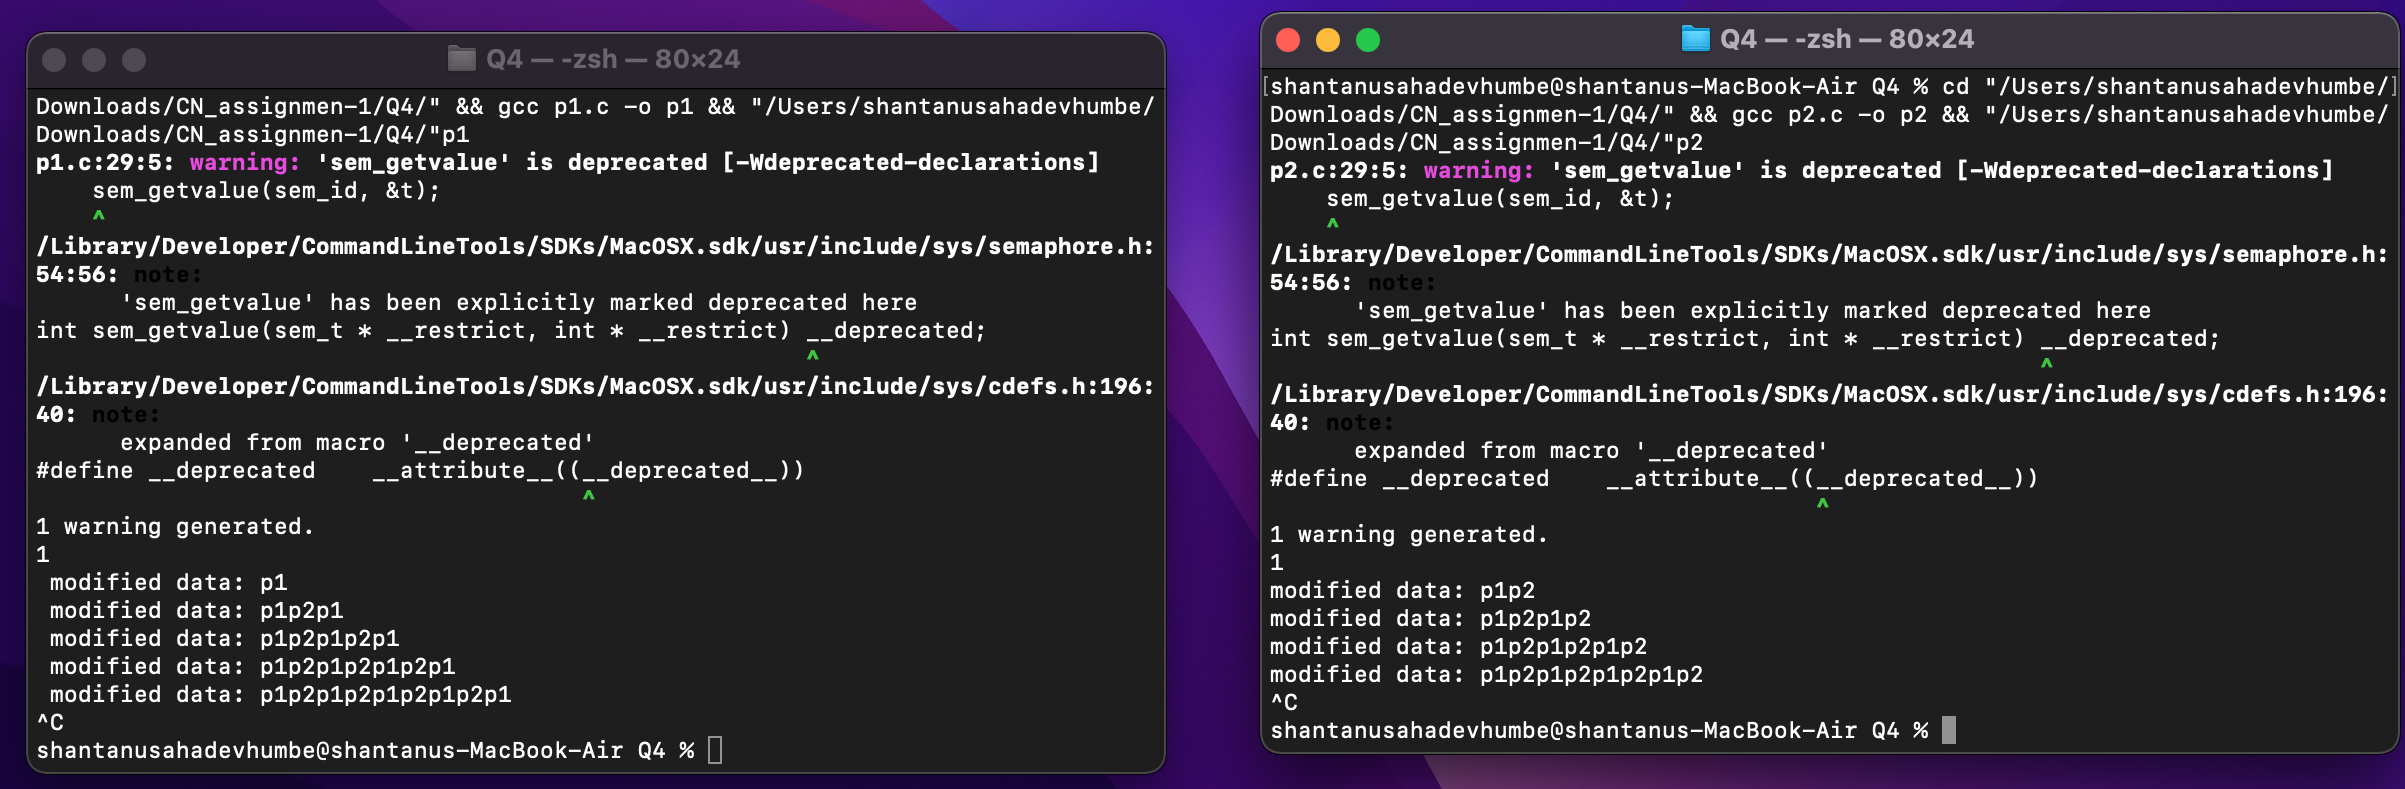 Q4 — -zsh — 80×24
Downloads/CN_assignmen-1/Q4/" && gcc p1.c -o p1 && "/Users/shantanusahadevhumbe/
Downloads/CN_assignmen-1/Q4/"p1
p1.c:29:5: warning: 'sem_getvalue' is deprecated [-Wdeprecated-declarations]
    sem_getvalue(sem_id, &t);
    ^
/Library/Developer/CommandLineTools/SDKs/MacOSX.sdk/usr/include/sys/semaphore.h:
54:56: note:
      'sem_getvalue' has been explicitly marked deprecated here
int sem_getvalue(sem_t * __restrict, int * __restrict) __deprecated;
                                                       ^
/Library/Developer/CommandLineTools/SDKs/MacOSX.sdk/usr/include/sys/cdefs.h:196:
40: note:
      expanded from macro '__deprecated'
#define __deprecated    __attribute__((__deprecated__))
                                       ^
1 warning generated.
1
 modified data: p1
 modified data: p1p2p1
 modified data: p1p2p1p2p1
 modified data: p1p2p1p2p1p2p1
 modified data: p1p2p1p2p1p2p1p2p1
^C
shantanusahadevhumbe@shantanus-MacBook-Air Q4 %
Q4 — -zsh — 80×24
[shantanusahadevhumbe@shantanus-MacBook-Air Q4 % cd "/Users/shantanusahadevhumbe/]
Downloads/CN_assignmen-1/Q4/" && gcc p2.c -o p2 && "/Users/shantanusahadevhumbe/
Downloads/CN_assignmen-1/Q4/"p2
p2.c:29:5: warning: 'sem_getvalue' is deprecated [-Wdeprecated-declarations]
    sem_getvalue(sem_id, &t);
    ^
/Library/Developer/CommandLineTools/SDKs/MacOSX.sdk/usr/include/sys/semaphore.h:
54:56: note:
      'sem_getvalue' has been explicitly marked deprecated here
int sem_getvalue(sem_t * __restrict, int * __restrict) __deprecated;
                                                       ^
/Library/Developer/CommandLineTools/SDKs/MacOSX.sdk/usr/include/sys/cdefs.h:196:
40: note:
      expanded from macro '__deprecated'
#define __deprecated    __attribute__((__deprecated__))
                                       ^
1 warning generated.
1
modified data: p1p2
modified data: p1p2p1p2
modified data: p1p2p1p2p1p2
modified data: p1p2p1p2p1p2p1p2
^C
shantanusahadevhumbe@shantanus-MacBook-Air Q4 %